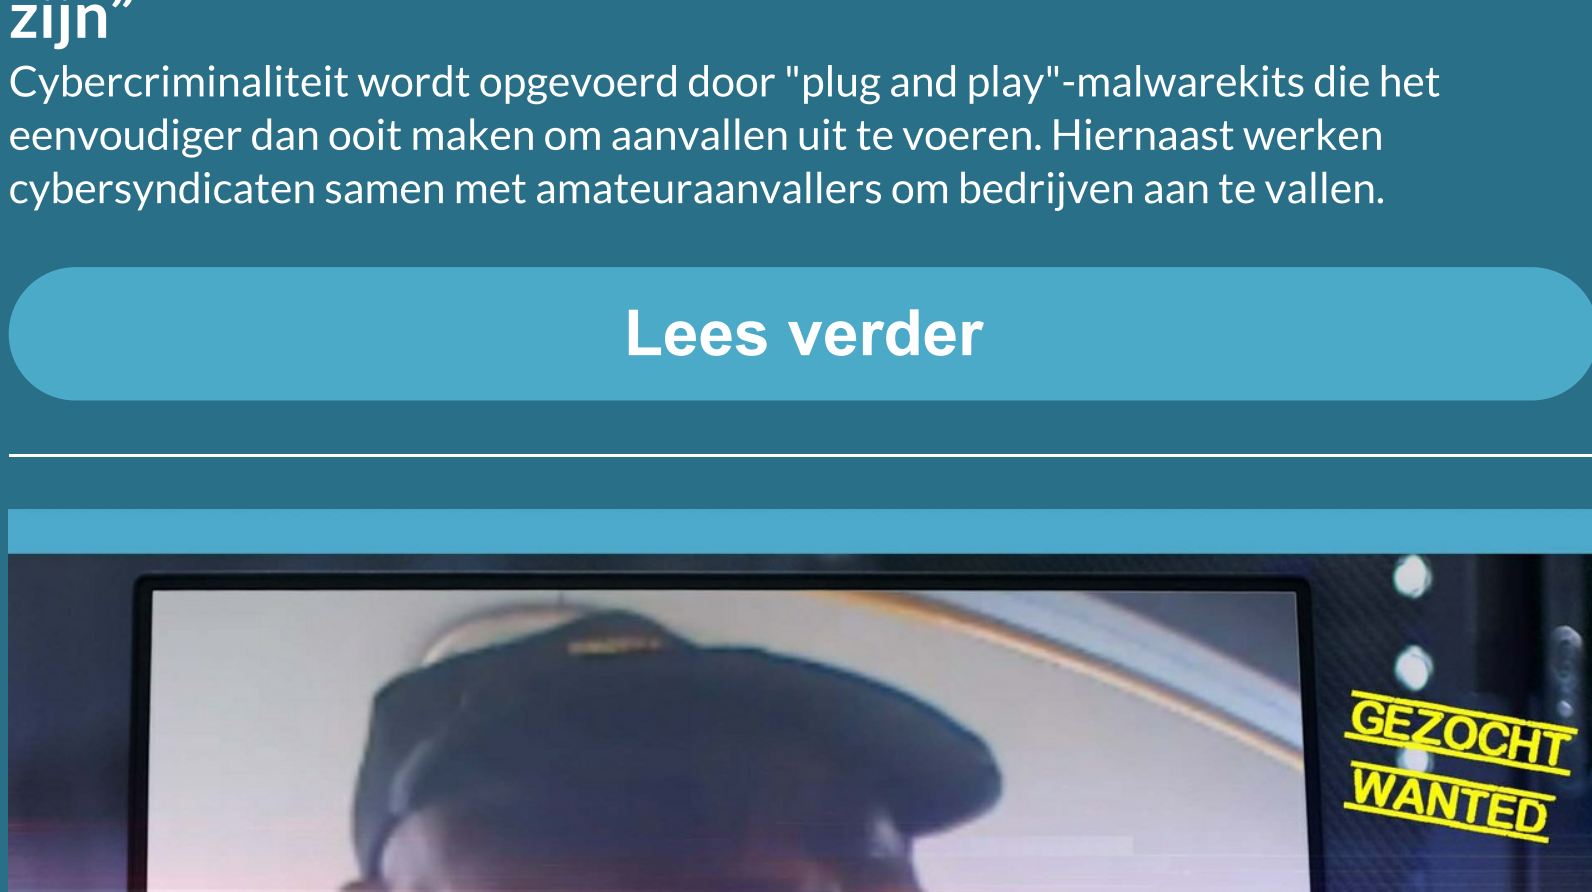 zijn”
Cybercriminaliteit wordt opgevoerd door "plug and play"-malwarekits die het
eenvoudiger dan ooit maken om aanvallen uit te voeren. Hiernaast werken
cybersyndicaten samen met amateuraanvallers om bedrijven aan te vallen.
Lees verder
GEZOCHT
WANTED